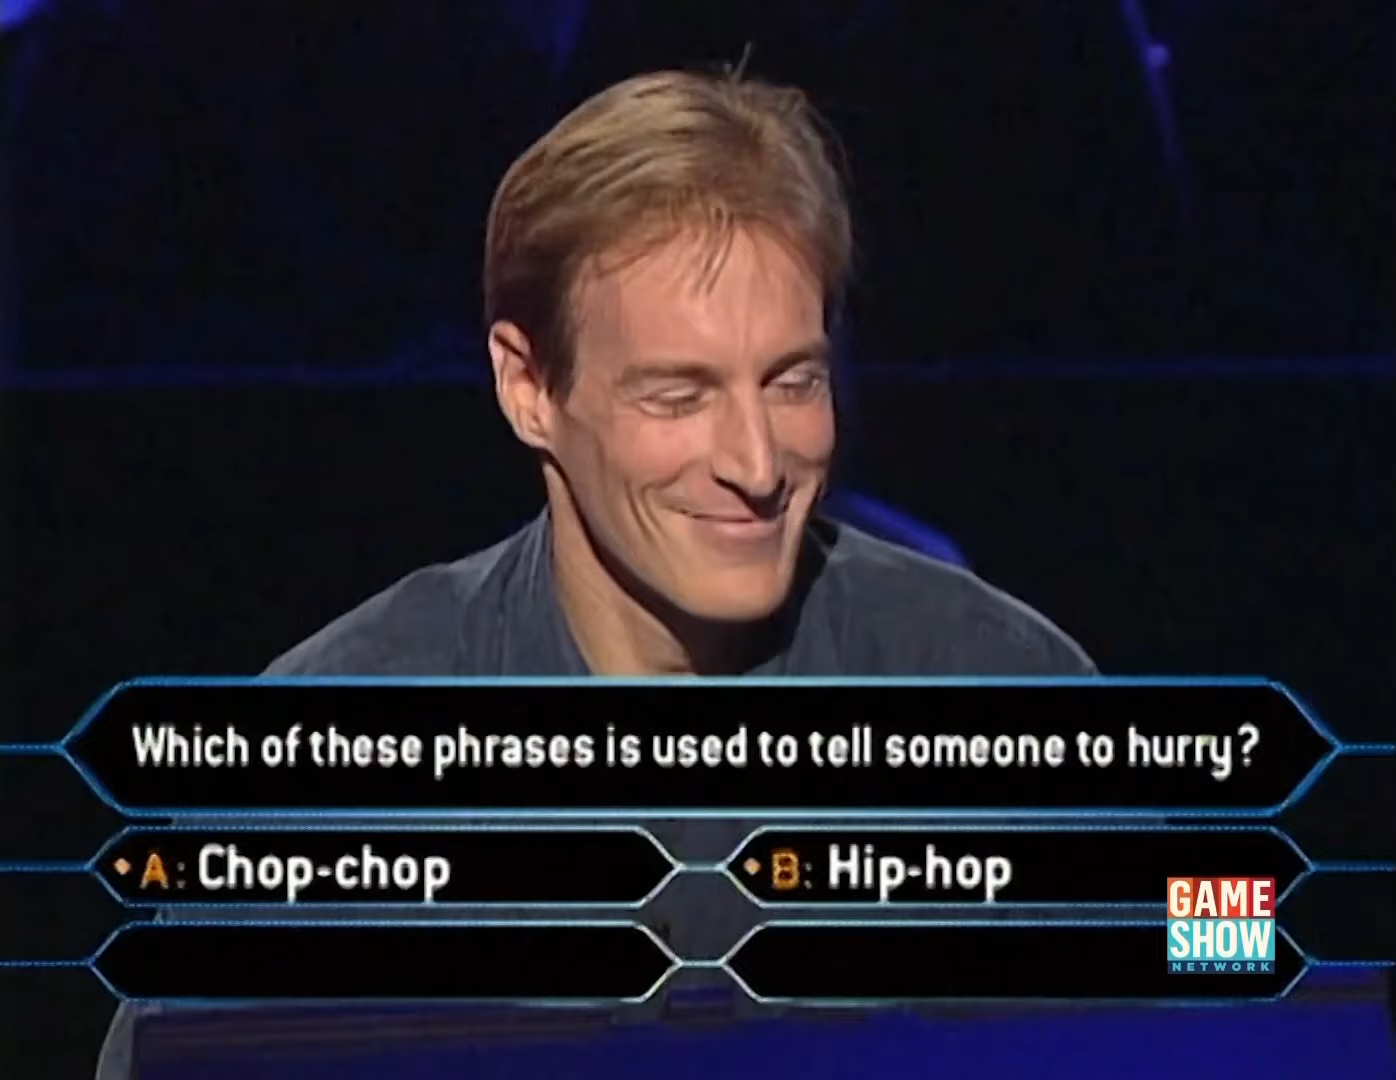 Which of these phrases is used to tell someone to hurry?
A: Chop-chop
B: Hip-hop
GAME
SHOW
NETWORK